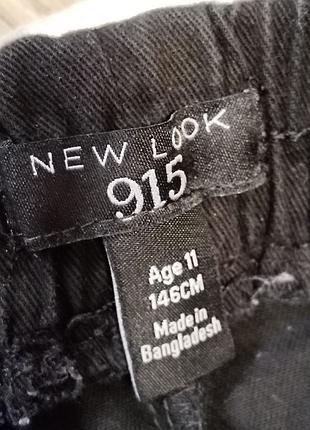 NEW LOOK
915
Age 11
146CM
Made in
Bangladesh